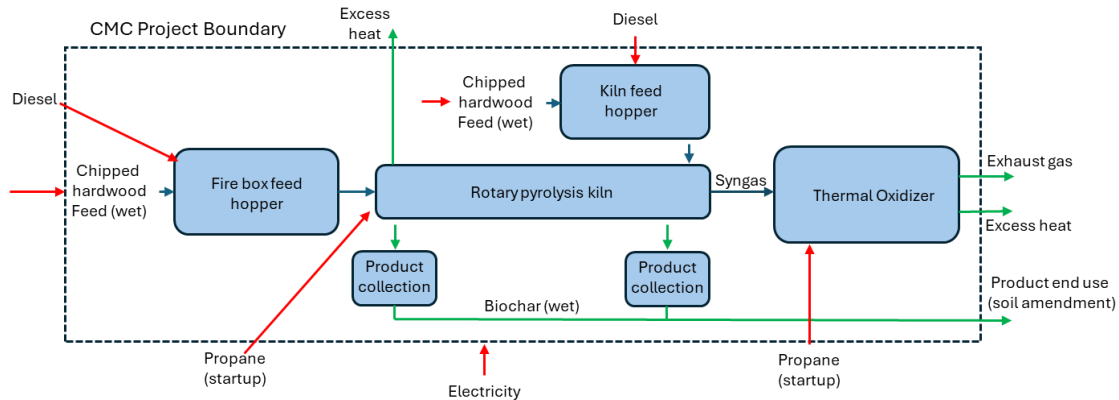 CMC Project Boundary
Excess
heat
Diesel
Diesel
Chipped
hardwood
Feed (wet)
Kiln feed
hopper
Chipped
hardwood
Feed (wet)
Fire box feed
hopper
Rotary pyrolysis kiln
Syngas
Thermal Oxidizer
Exhaust gas
Excess heat
Product
collection
Product
collection
Biochar (wet)
Product end use
(soil amendment)
Propane
(startup)
Electricity
Propane
(startup)